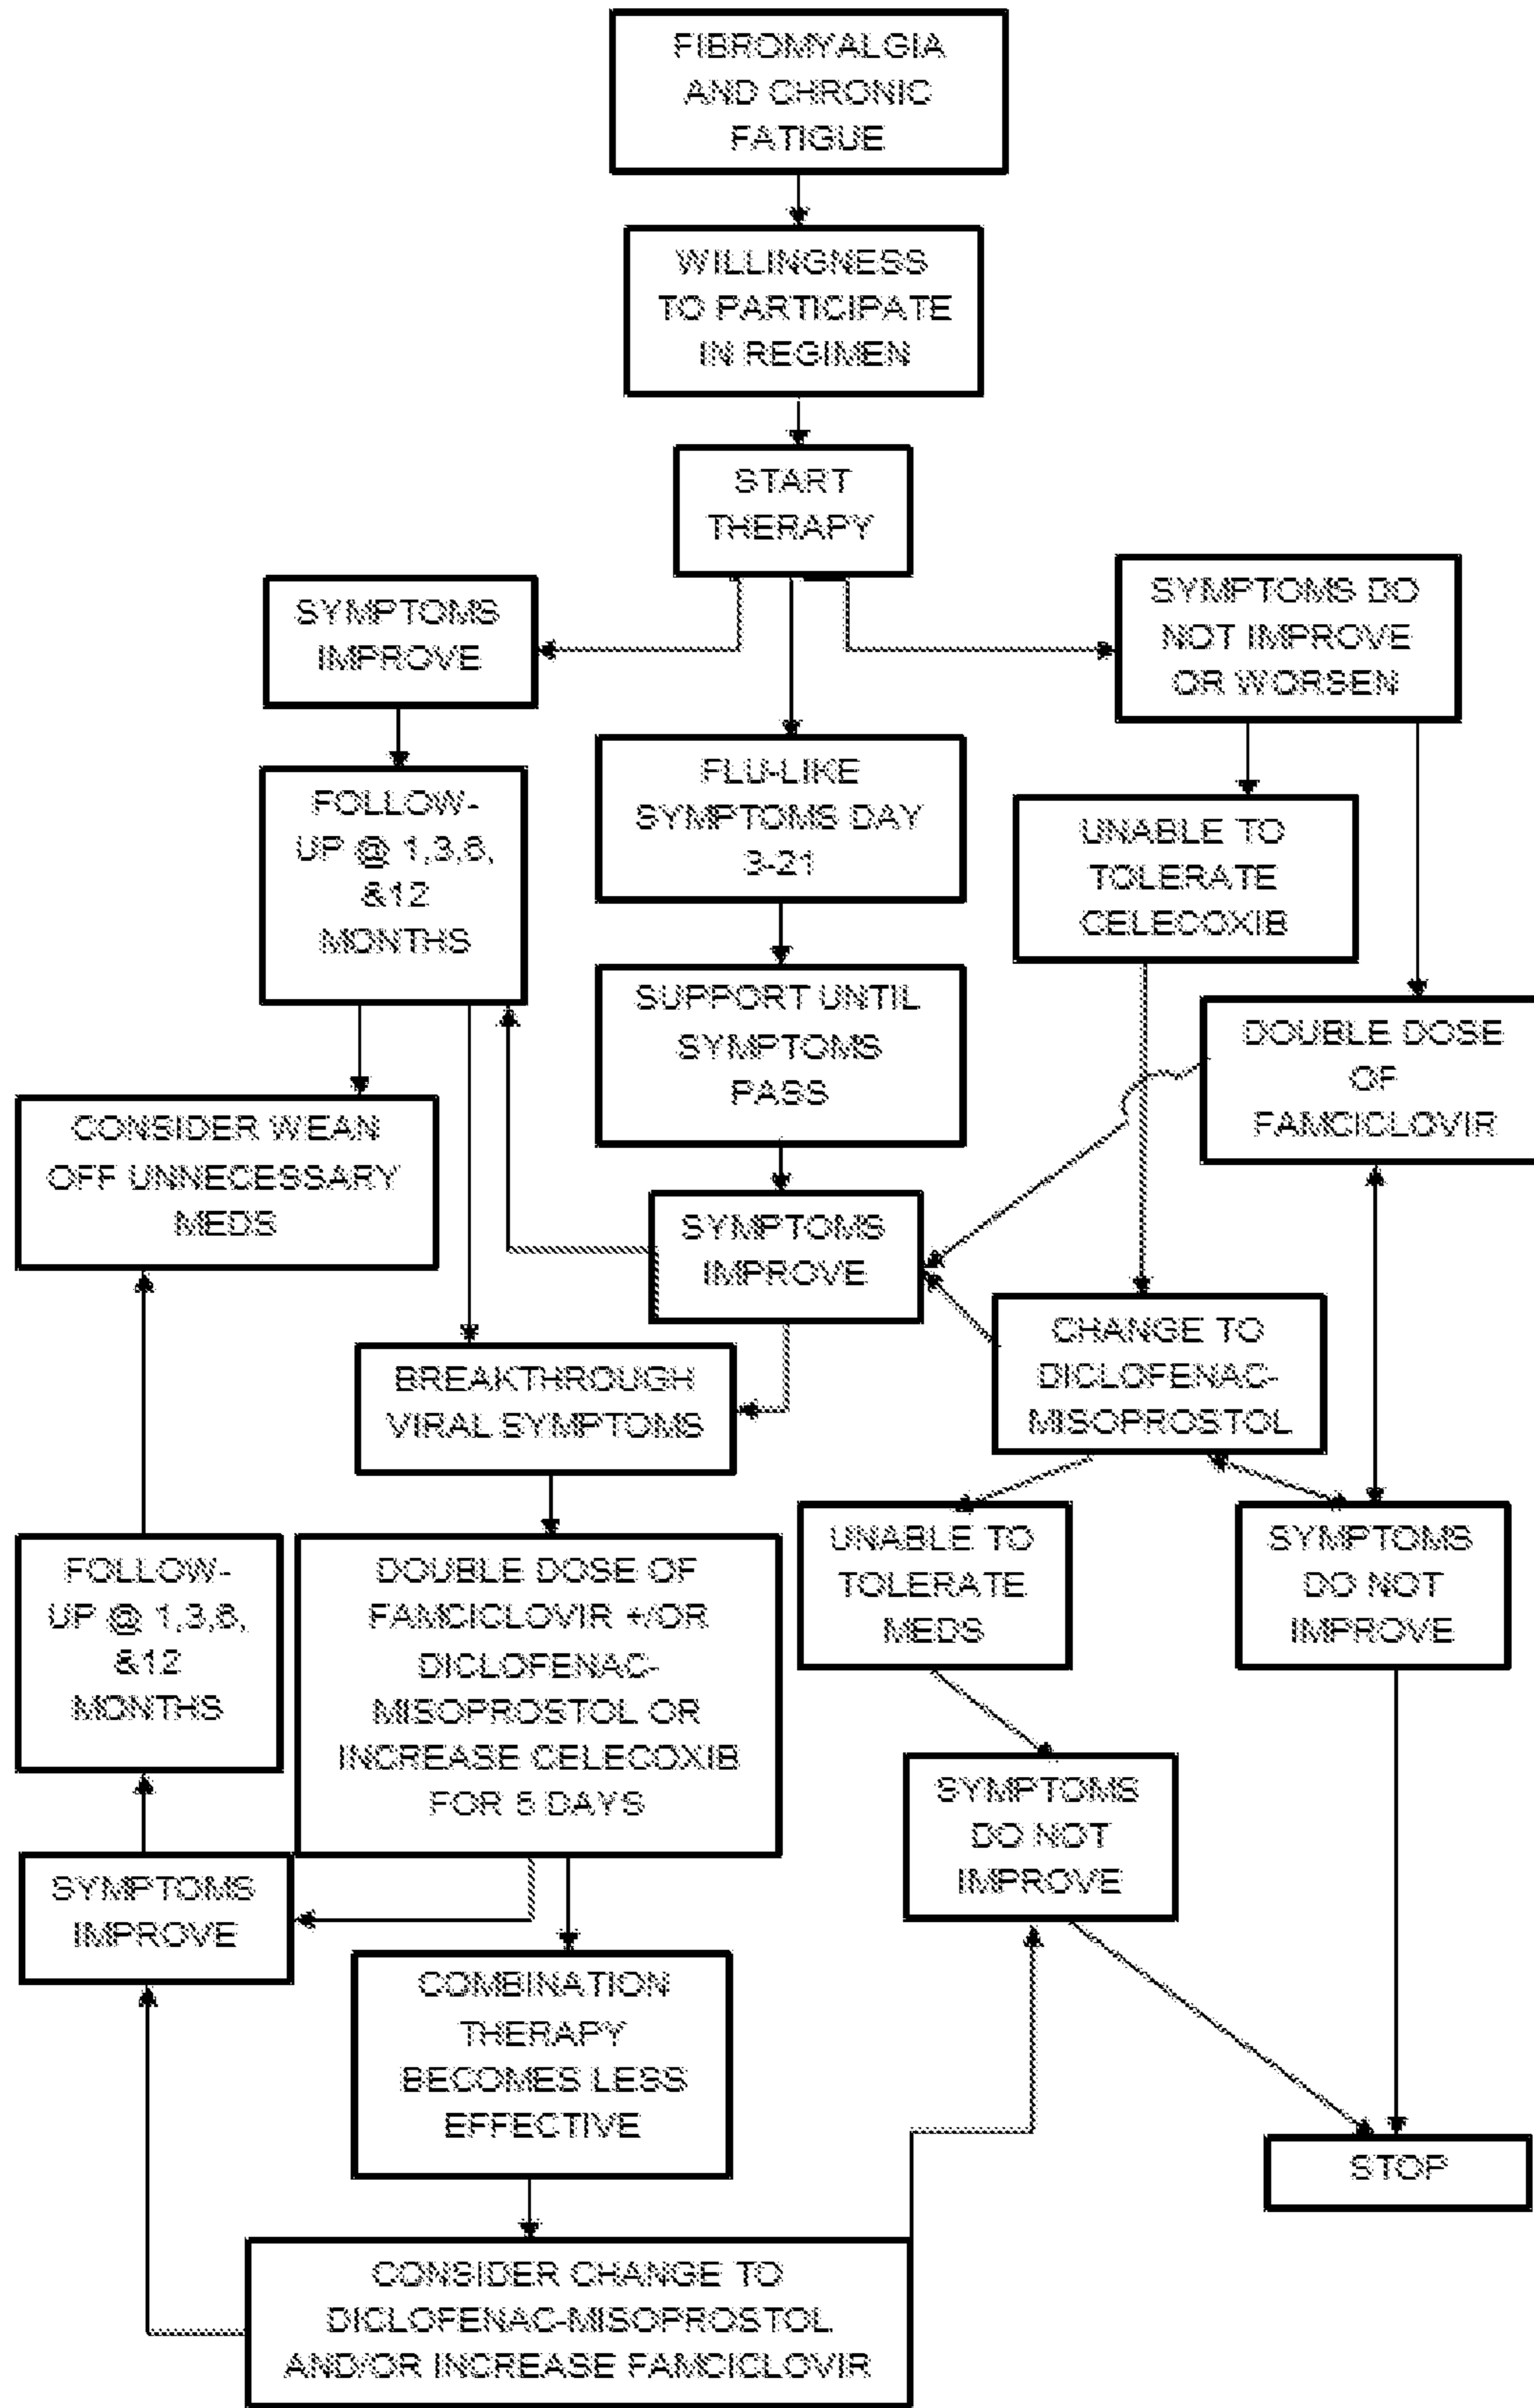 FIBROMYALGIA
AND CHRONIC
FATIGUE
WILLINGNESS
TO PARTICIPATE
IN REGIMEN
START
THERAPY
SYMPTOMS
IMPROVE
SYMPTOMS DO
NOT IMPROVE
OR WORSEN
FOLLOW-
UP @ 1,3,6,
&12
MONTHS
FLU-LIKE
SYMPTOMS DAY
3-21
UNABLE TO
TOLERATE
CELECOXIB
SUPPORT UNTIL
SYMPTOMS
PASS
DOUBLE DOSE
OF
FAMCICLOVIR
CONSIDER WEAN
OFF UNNECESSARY
MEDS
SYMPTOMS
IMPROVE
CHANGE TO
DICLOFENAC-
MISOPROSTOL
BREAKTHROUGH
VIRAL SYMPTOMS
UNABLE TO
TOLERATE
MEDS
SYMPTOMS
DO NOT
IMPROVE
FOLLOW-
UP @ 1,3,6,
&12
MONTHS
DOUBLE DOSE OF
FAMCICLOVIR +/OR
DICLOFENAC-
MISOPROSTOL OR
INCREASE CELECOXIB
FOR DAYS
SYMPTOMS
DO NOT
IMPROVE
SYMPTOMS
IMPROVE
COMBINATION
THERAPY
BECOMES LESS
EFFECTIVE
STOP
CONSIDER CHANGE TO
DICLOFENAC-MISOPROSTOL
AND/OR INCREASE FAMCICLOVIR